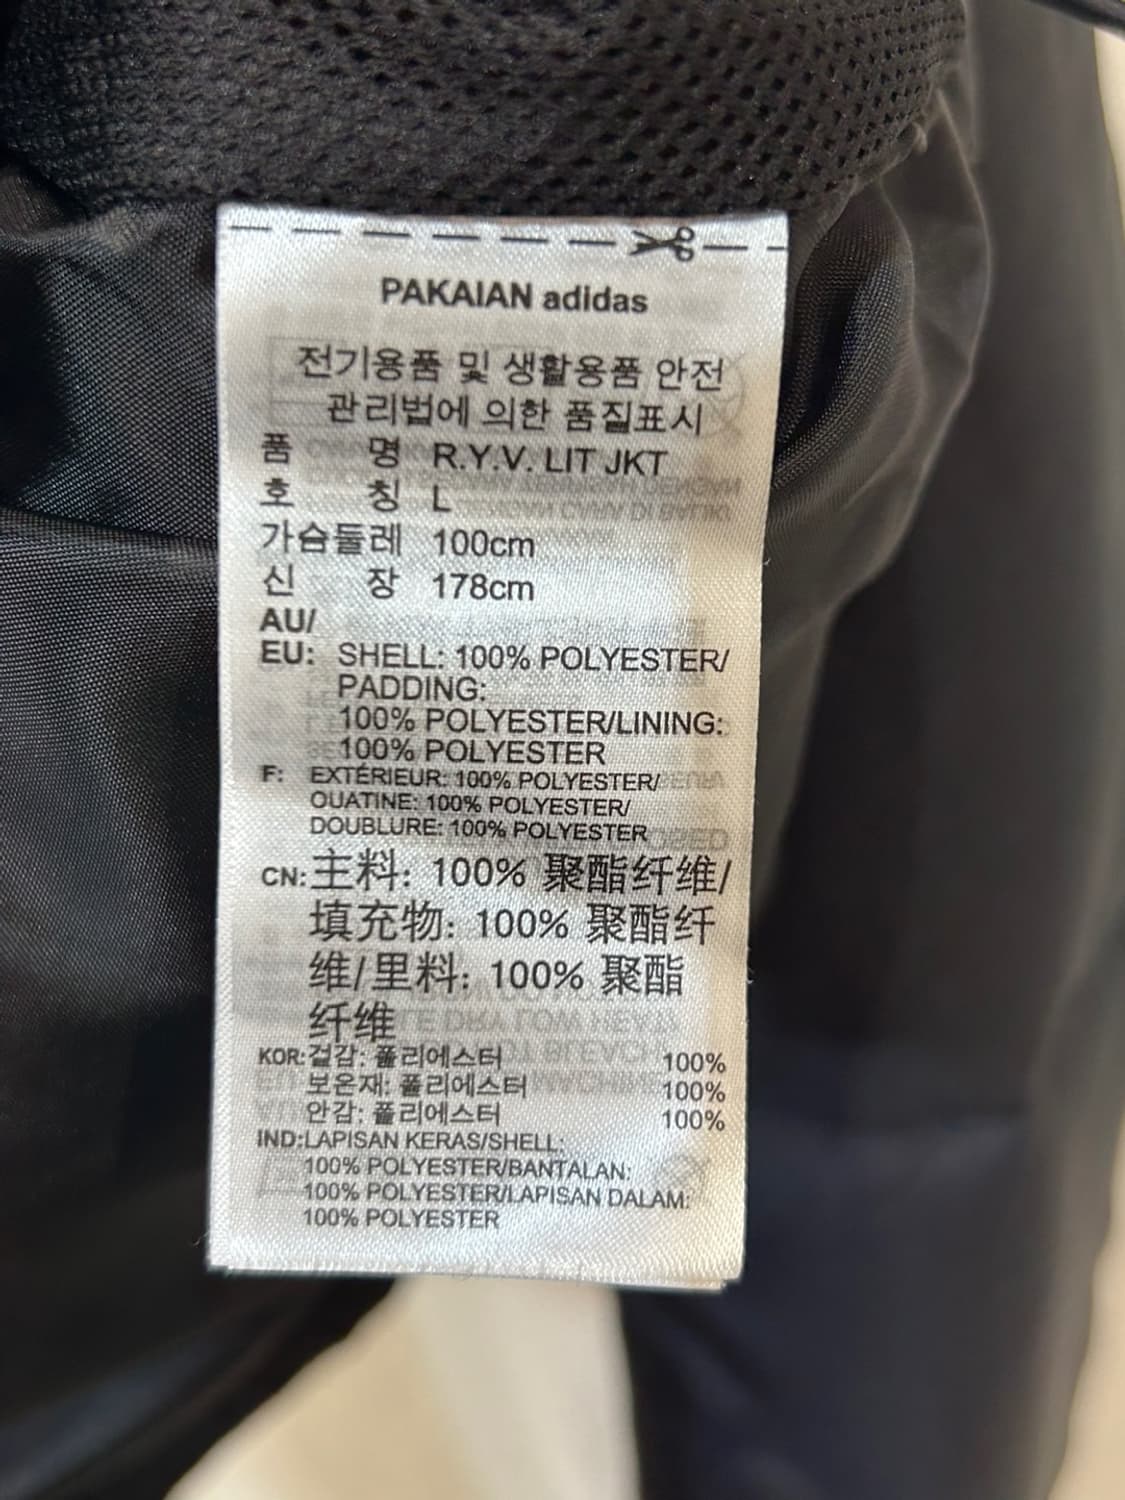 PAKAIAN adidas
전기용품 및 생활용품 안전
관리법에 의한 품질표시
품 명 R.Y.V. LIT JKT
호 칭 L
가슴둘레 100cm
신 장 178cm
AU/
EU: SHELL: 100% POLYESTER/
PADDING:
100% POLYESTER/LINING:
100% POLYESTER
F: EXTÉRIEUR: 100% POLYESTER/
OUATINE: 100% POLYESTER/
DOUBLURE: 100% POLYESTER
CN: 主料: 100% 聚酯纤维/
填充物: 100% 聚酯纤
维/里料: 100% 聚酯
纤维
KOR: 겉감: 폴리에스터 100%
보온재: 폴리에스터 100%
안감: 폴리에스터 100%
IND: LAPISAN KERAS/SHELL:
100% POLYESTER/BANTALAN:
100% POLYESTER/LAPISAN DALAM:
100% POLYESTER